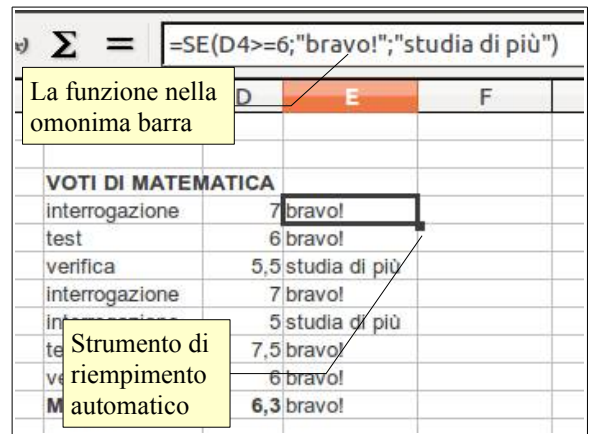 Σ = =SE(D4>=6;"bravo!";"studia di più")
La funzione nella
omonima barra
D E F
VOTI DI MATEMATICA
interrogazione 7 bravo!
test 6 bravo!
verifica 5,5 studia di più
interrogazione 7 bravo!
5 studia di più
7,5 bravo!
6 bravo!
6,3 bravo!
Strumento di
riempimento
automatico